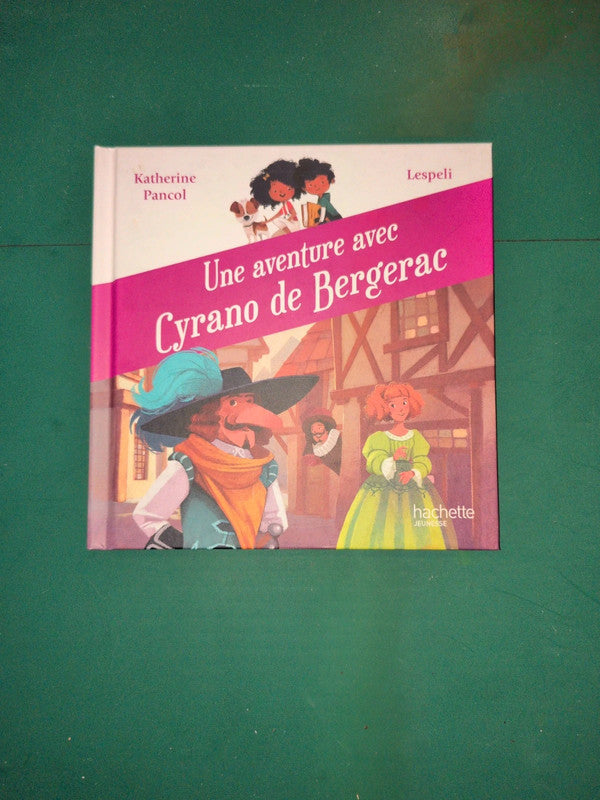 Katherine
Pancol
Lespeli
Une aventure avec
Cyrano de Bergerac
hachette
JEUNESSE